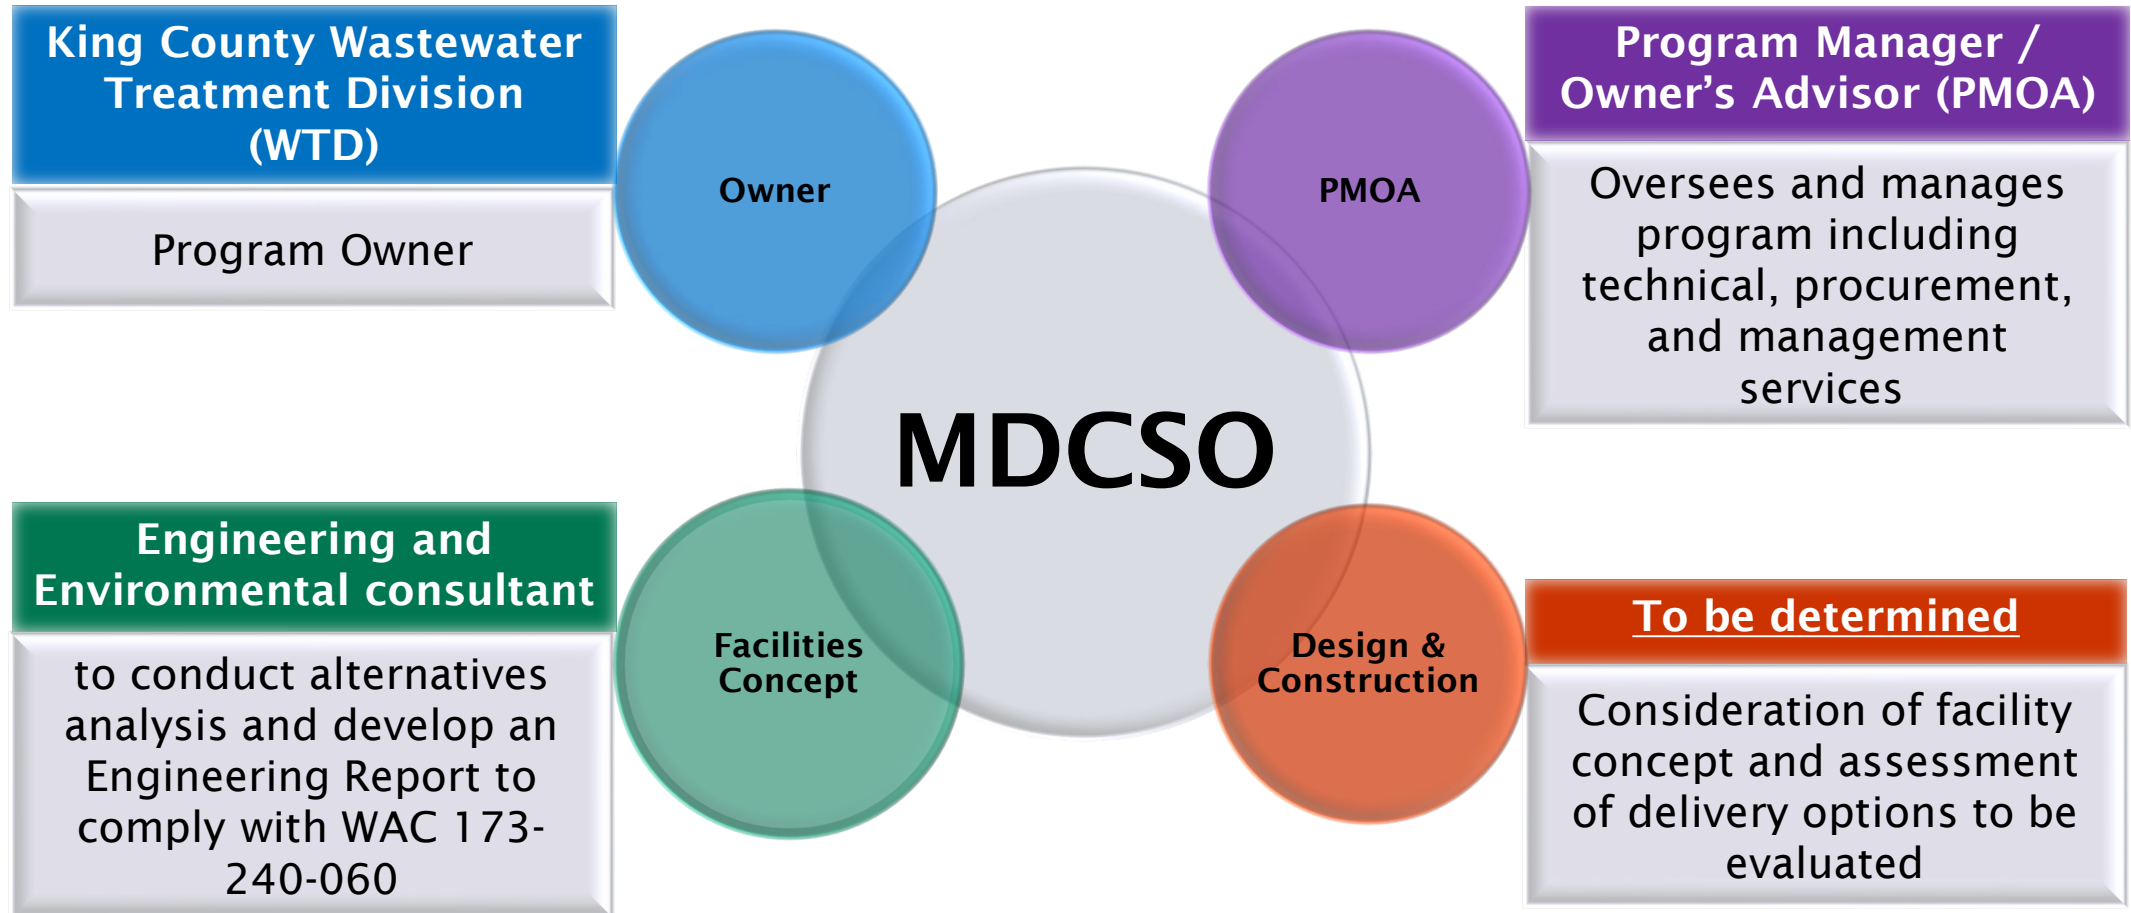 King County Wastewater
Treatment Division
(WTD)
Program Owner
Owner
PMOA
Program Manager /
Owner’s Advisor (PMOA)
Oversees and manages
program including
technical, procurement,
and management
services
MDCSO
Engineering and
Environmental consultant
to conduct alternatives
analysis and develop an
Engineering Report to
comply with WAC 173-
240-060
Facilities
Concept
Design &
Construction
To be determined
Consideration of facility
concept and assessment
of delivery options to be
evaluated